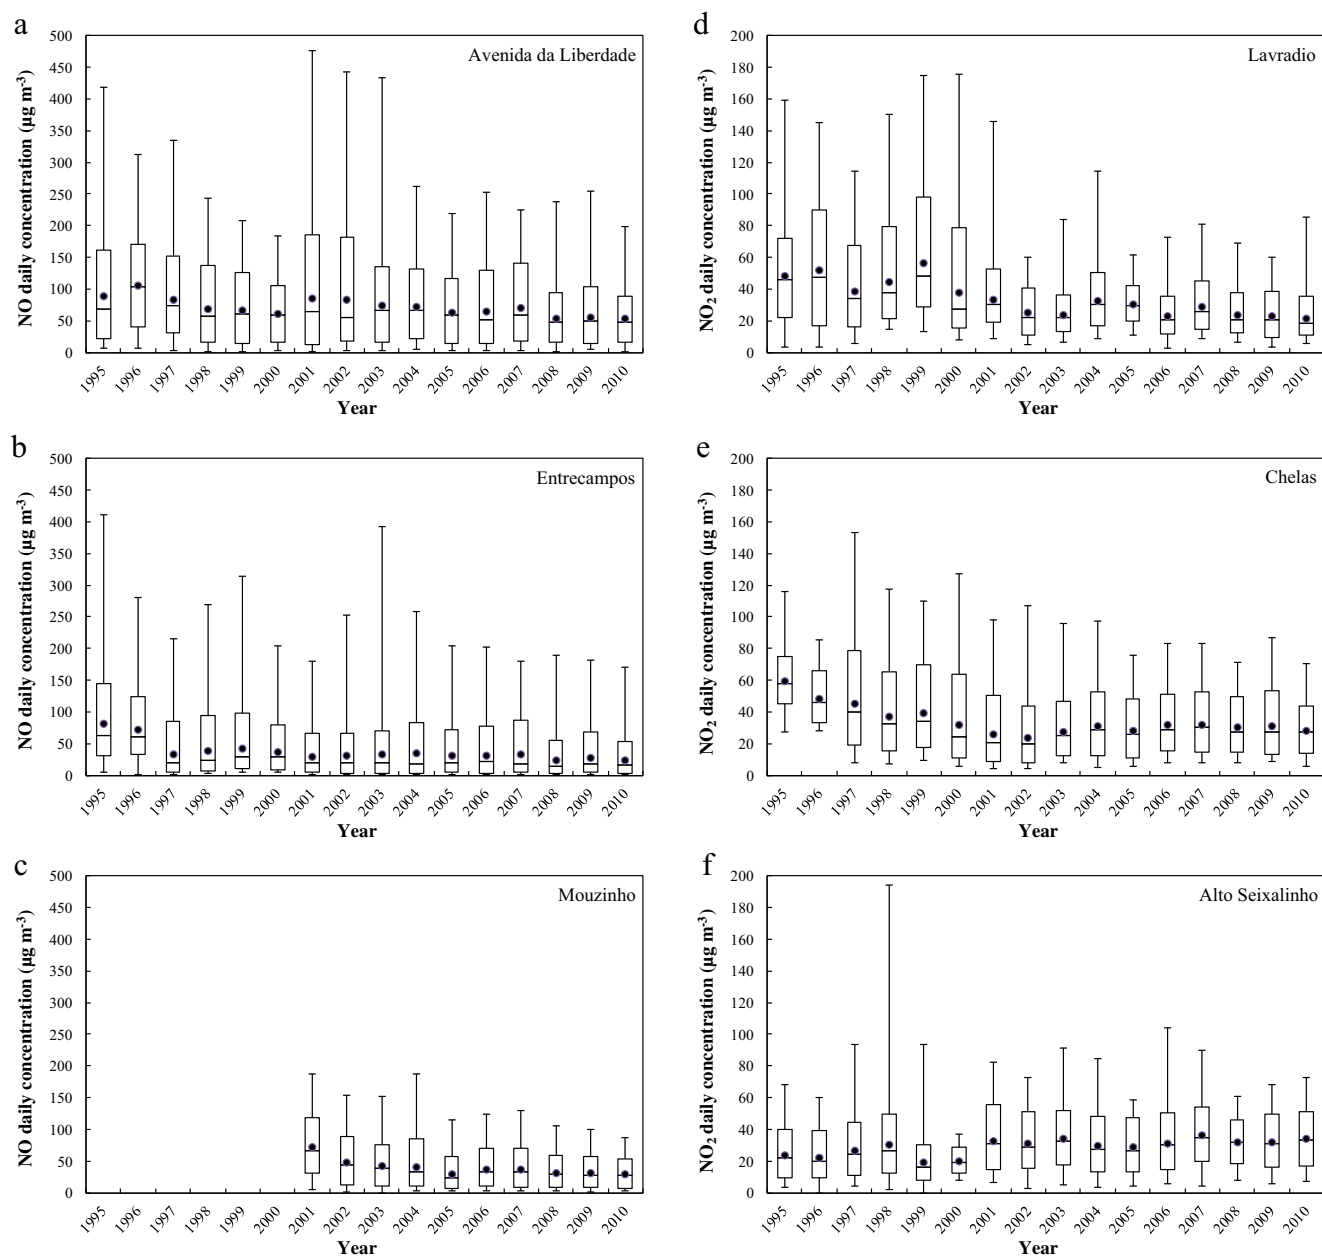 a
Avenida da Liberdade
NO daily concentration (µg m-3)
500
450
400
350
300
250
200
150
100
50
0
1995 1996 1997 1998 1999 2000 2001 2002 2003 2004 2005 2006 2007 2008 2009 2010
Year
b
Entrecampos
NO daily concentration (µg m-3)
500
450
400
350
300
250
200
150
100
50
0
1995 1996 1997 1998 1999 2000 2001 2002 2003 2004 2005 2006 2007 2008 2009 2010
Year
c
Mouzinho
NO daily concentration (µg m-3)
500
450
400
350
300
250
200
150
100
50
0
1995 1996 1997 1998 1999 2000 2001 2002 2003 2004 2005 2006 2007 2008 2009 2010
Year
d
Lavradio
NO2 daily concentration (µg m-3)
200
180
160
140
120
100
80
60
40
20
0
1995 1996 1997 1998 1999 2000 2001 2002 2003 2004 2005 2006 2007 2008 2009 2010
Year
e
Chelas
NO2 daily concentration (µg m-3)
200
180
160
140
120
100
80
60
40
20
0
1995 1996 1997 1998 1999 2000 2001 2002 2003 2004 2005 2006 2007 2008 2009 2010
Year
f
Alto Seixalinho
NO2 daily concentration (µg m-3)
200
180
160
140
120
100
80
60
40
20
0
1995 1996 1997 1998 1999 2000 2001 2002 2003 2004 2005 2006 2007 2008 2009 2010
Year